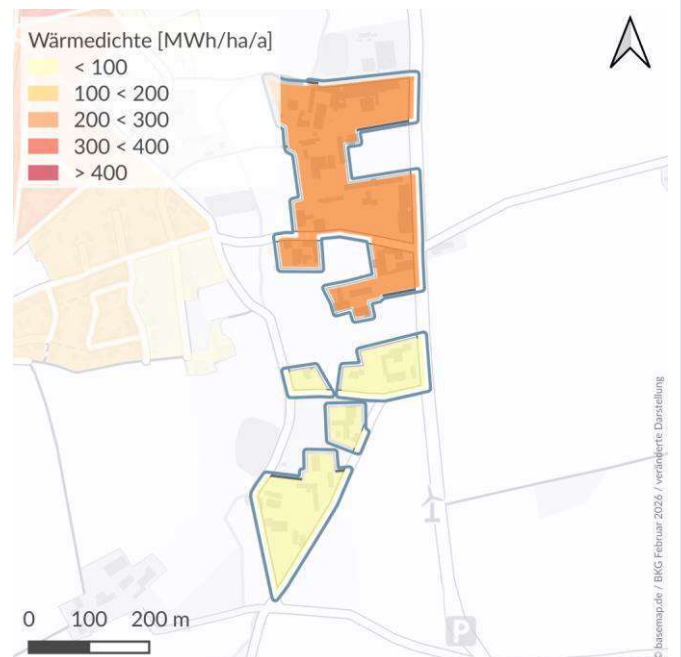 Wärmedichte [MWh/ha/a]
< 100
100 < 200
200 < 300
300 < 400
> 400
0 100 200 m
P
© basemap.de / BKG Februar 2026 / veränderte Darstellung